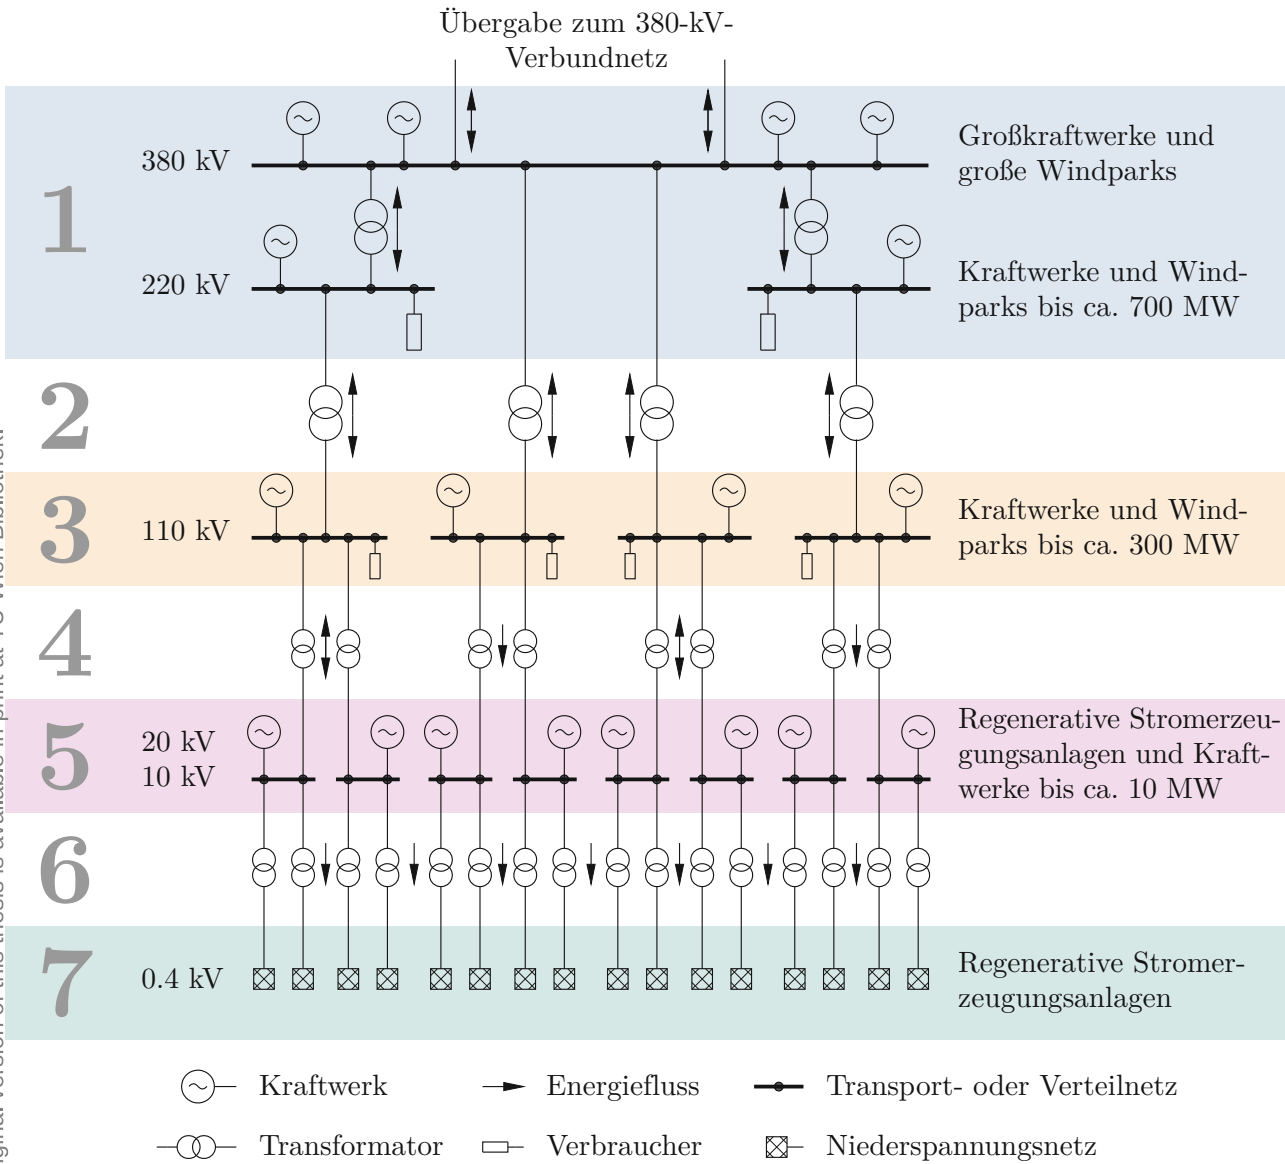 Übergabe zum 380-kV-
Verbundnetz
1
380 kV
Großkraftwerke und
große Windparks
220 kV
Kraftwerke und Wind-
parks bis ca. 700 MW
2
3
110 kV
Kraftwerke und Wind-
parks bis ca. 300 MW
4
5
20 kV
10 kV
Regenerative Stromerzeu-
gungsanlagen und Kraft-
werke bis ca. 10 MW
6
7
0.4 kV
Regenerative Stromer-
zeugungsanlagen
Kraftwerk
Energiefluss
Transport- oder Verteilnetz
Transformator
Verbraucher
Niederspannungsnetz